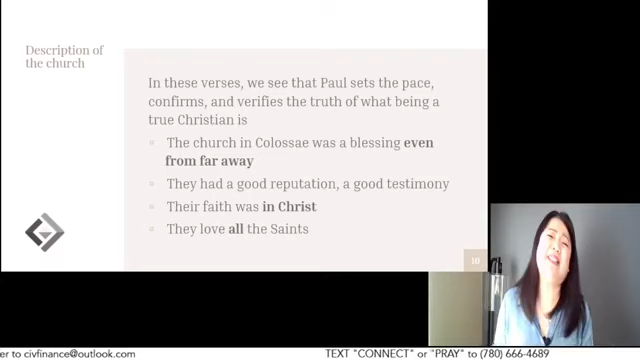 Description of
the church
In these verses, we see that Paul sets the pace,
confirms, and verifies the truth of what being a
true Christian is
The church in Colossae was a blessing even
from far away
They had a good reputation, a good testimony
Their faith was in Christ
They love all the Saints
10
er to civfinance@outlook.com
TEXT "CONNECT" or "PRAY" to (780) 666-4689